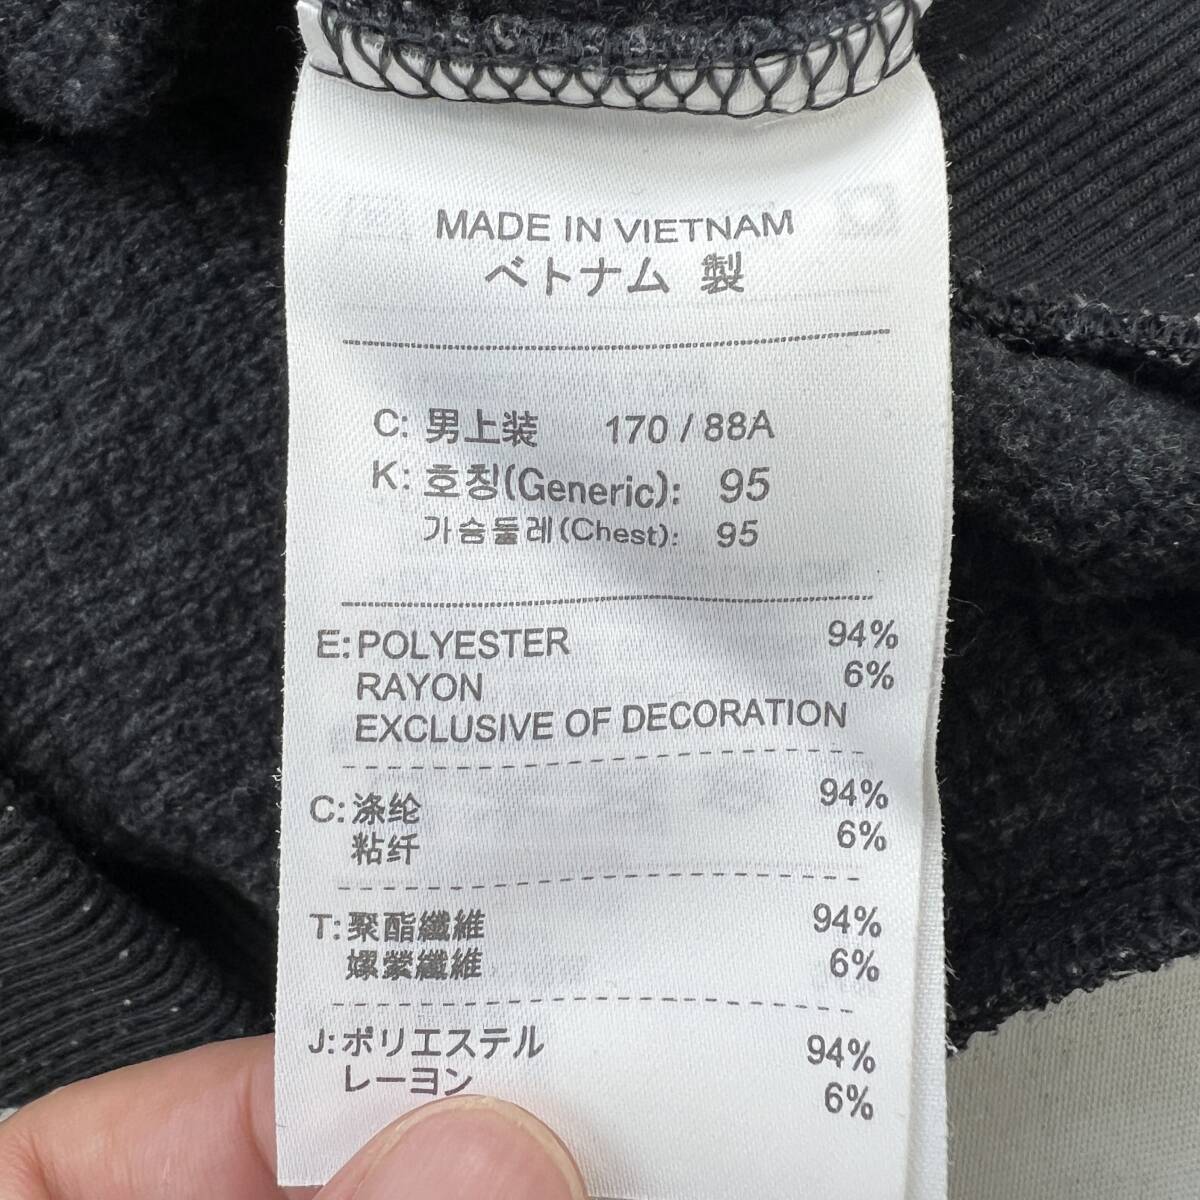 MADE IN VIETNAM
ベトナム 製
C: 男上装 170 / 88A
K: 호칭(Generic): 95
가슴둘레(Chest): 95
E: POLYESTER 94%
RAYON 6%
EXCLUSIVE OF DECORATION
C: 涤纶 94%
粘纤 6%
T: 聚酯纖維 94%
嫘縈纖維 6%
J: ポリエステル 94%
レーヨン 6%